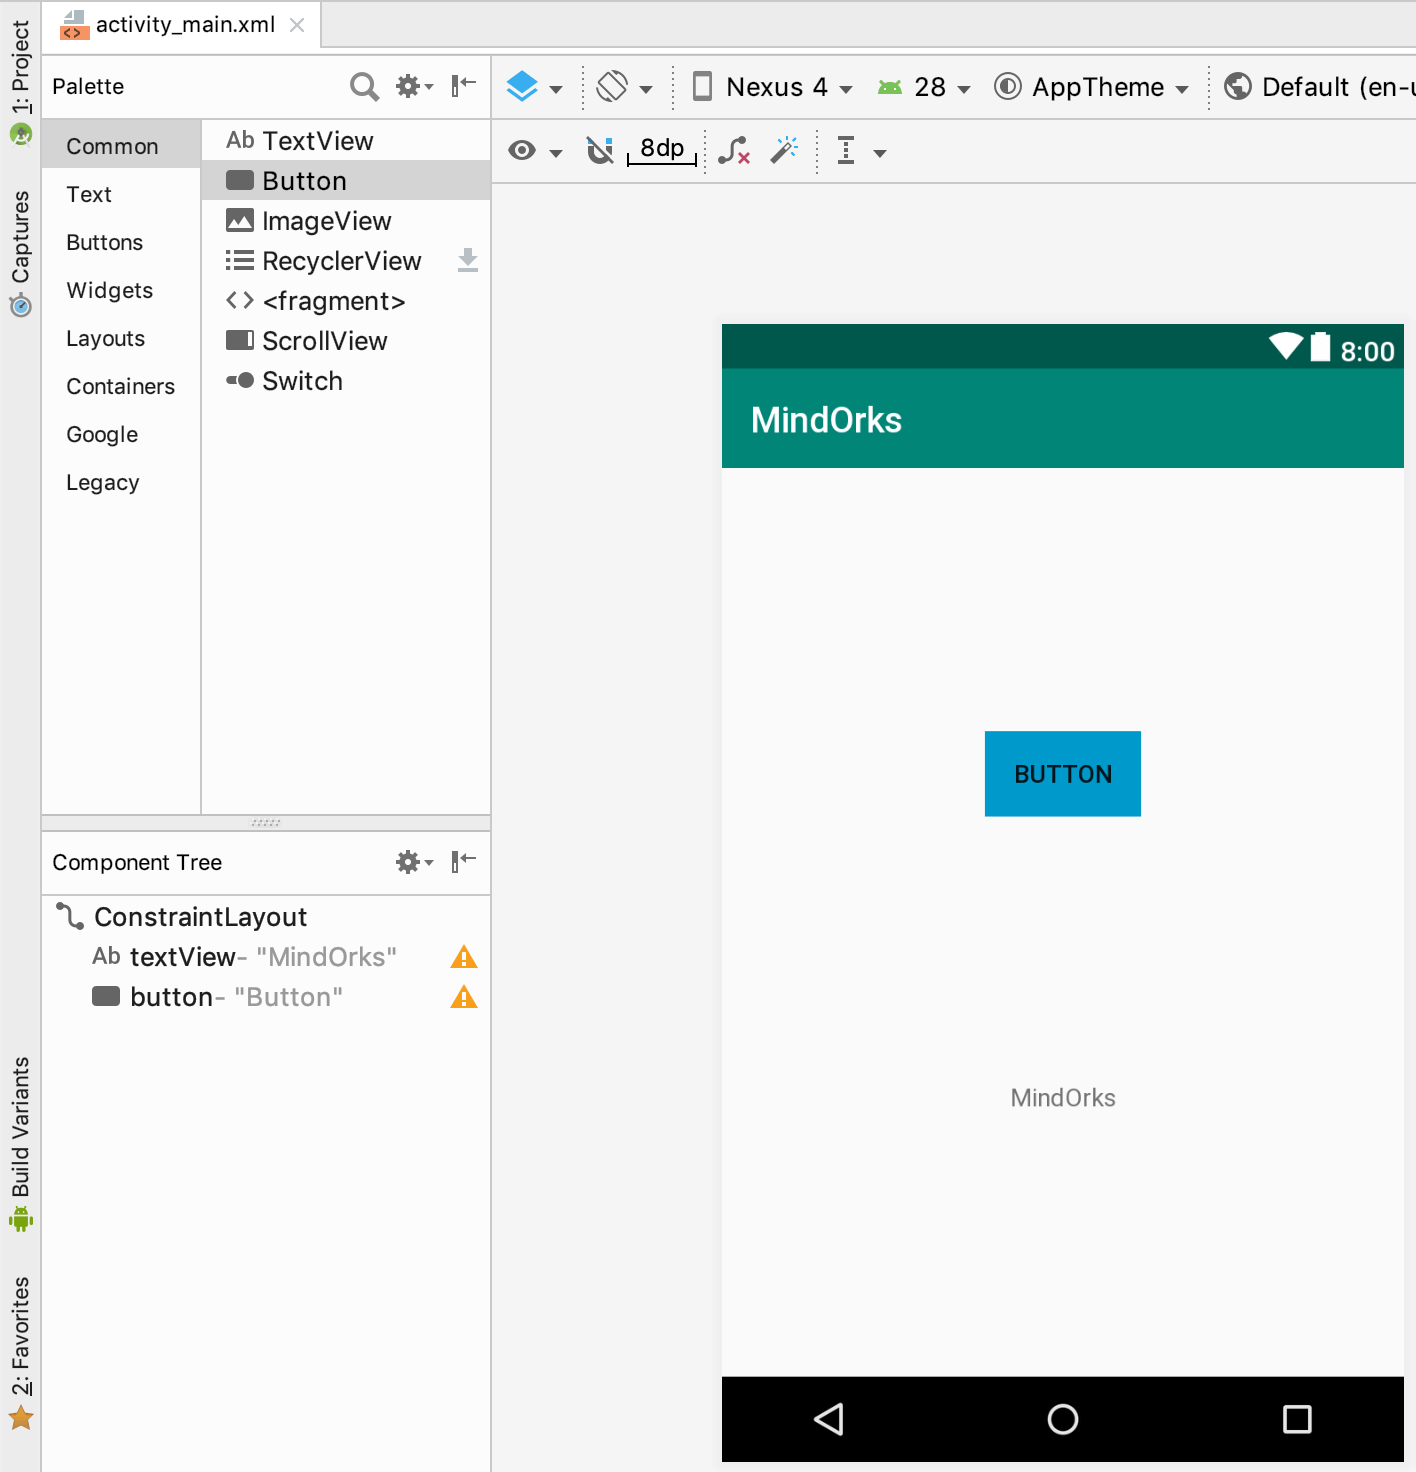 activity_main.xml
1: Project
Captures
Build Variants
2: Favorites
Palette
Common
Text
Buttons
Widgets
Layouts
Containers
Google
Legacy
Ab TextView
Button
ImageView
RecyclerView
<fragment>
ScrollView
Switch
Component Tree
ConstraintLayout
Ab textView- "MindOrks"
button- "Button"
Nexus 4
28
AppTheme
Default (en-u
8dp
8:00
MindOrks
BUTTON
MindOrks